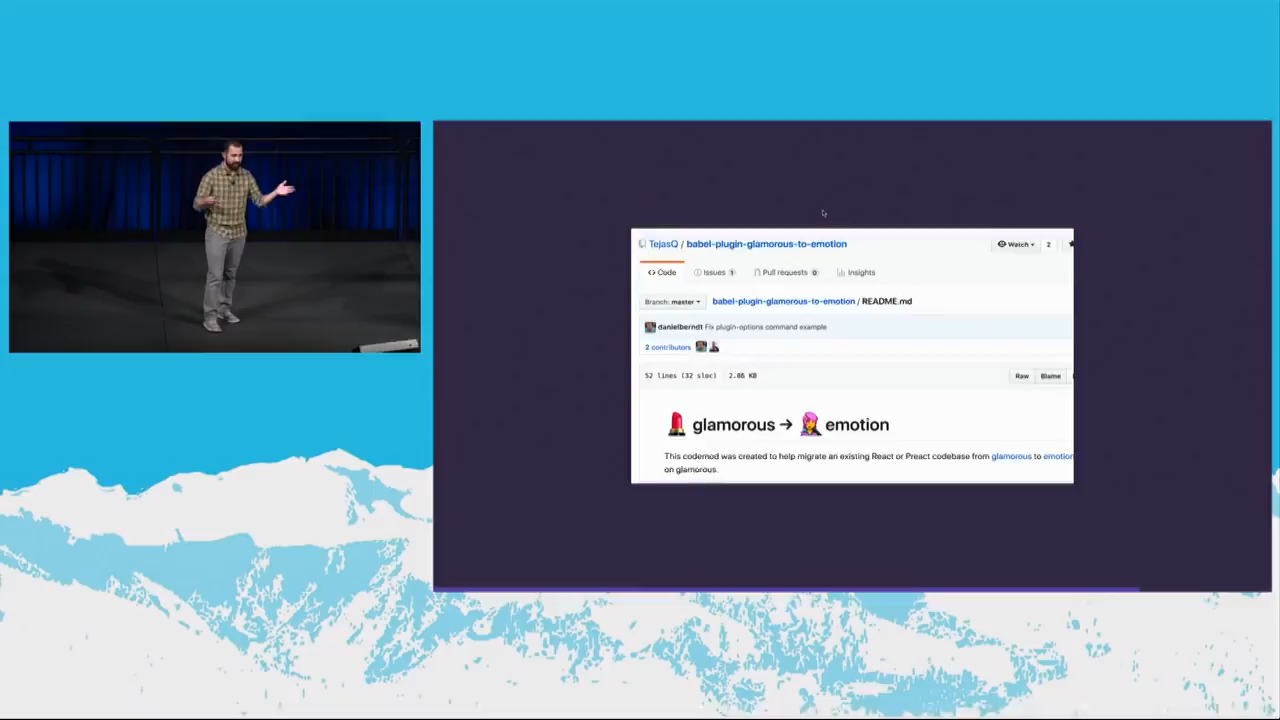 TejasQ / babel-plugin-glamorous-to-emotion
Watch 2
Code Issues 1 Pull requests 0 Insights
Branch: master babel-plugin-glamorous-to-emotion / README.md
danielberndt Fix plugin-options command example
2 contributors
52 lines (32 sloc) 2.06 KB
Raw Blame
glamorous → emotion
This codemod was created to help migrate an existing React or Preact codebase from glamorous to emotion
on glamorous.